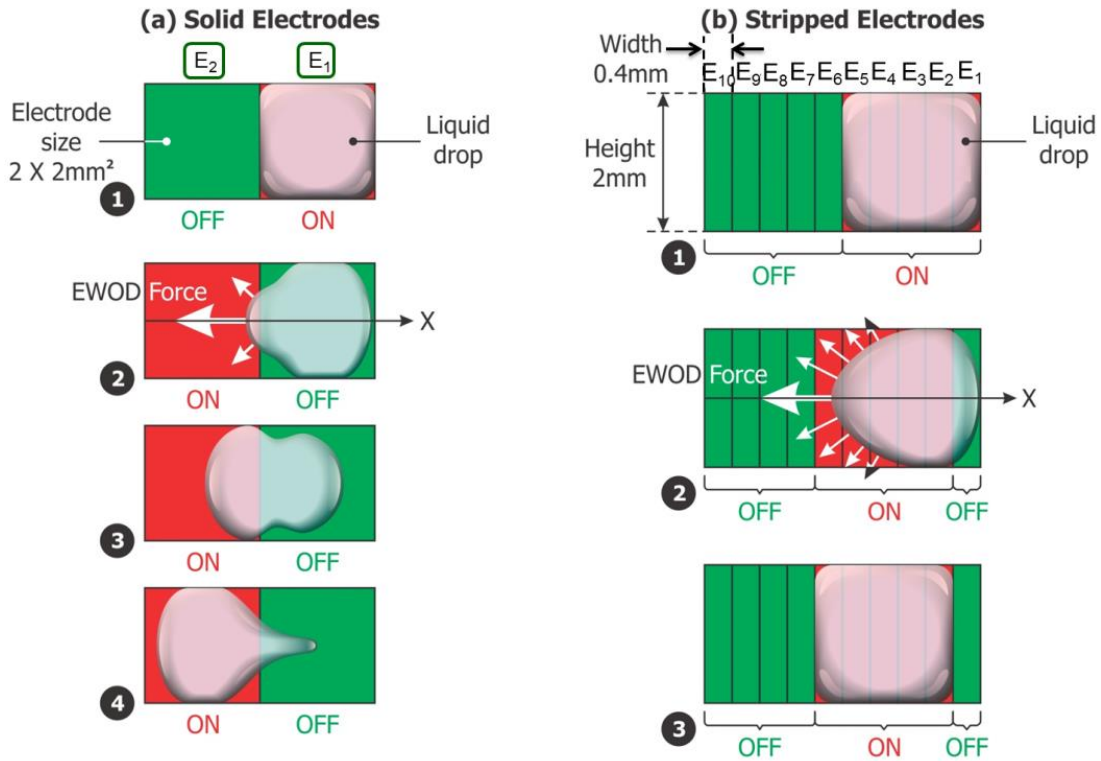 (a) Solid Electrodes
E2 E1
Electrode
size
2 X 2mm²
Liquid
drop
1
OFF ON
EWOD Force
X
2
ON OFF
3
ON OFF
4
ON OFF
(b) Stripped Electrodes
Width
0.4mm
E10 E9 E8 E7 E6 E5 E4 E3 E2 E1
Height
2mm
Liquid
drop
1
OFF ON
EWOD Force
X
2
OFF ON OFF
3
OFF ON OFF